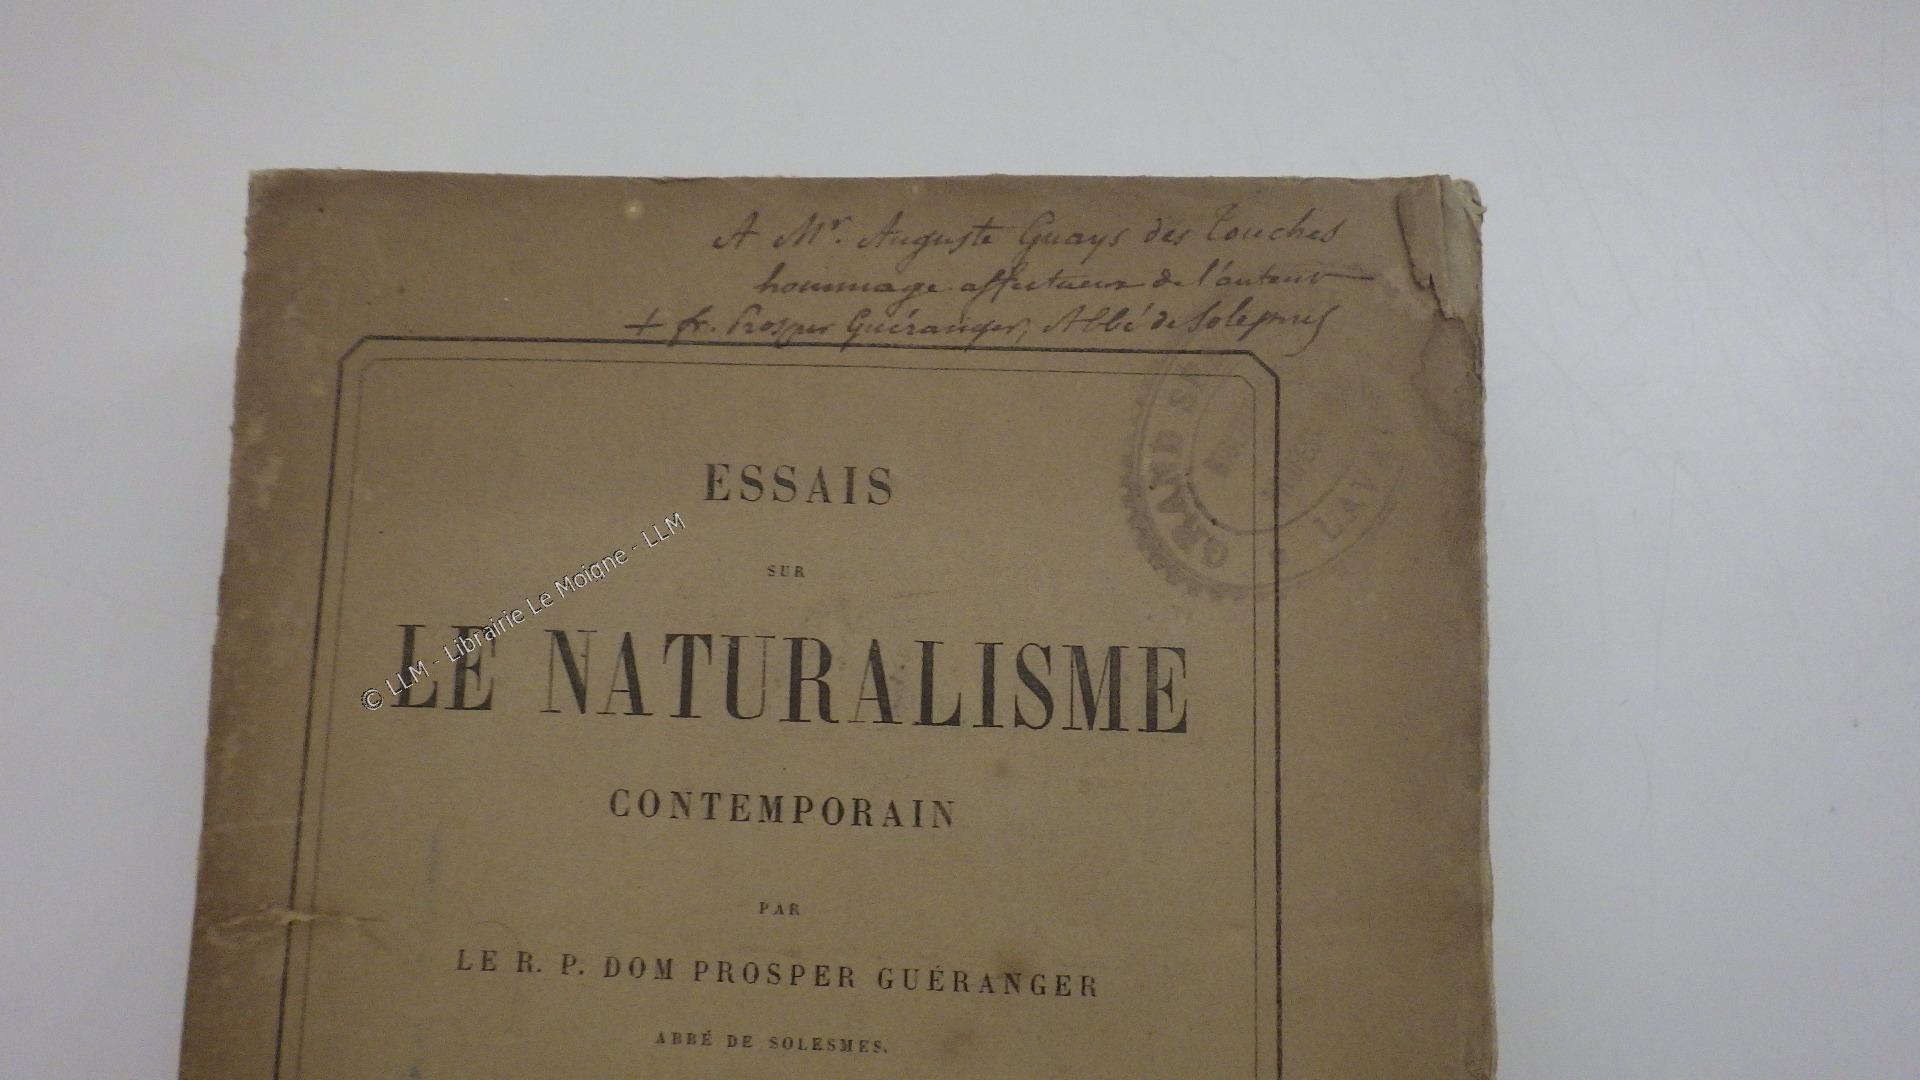 A Mr. Auguste Guays des Touches
hommage affectueux de l'auteur
+ fr. Prosper Guéranger, Abbé de Solesmes
ESSAIS
SUR
LE NATURALISME
CONTEMPORAIN
PAR
LE R. P. DOM PROSPER GUÉRANGER
ABBÉ DE SOLESMES.
GRAND
© LLM - Librairie Le Moigne - LLM